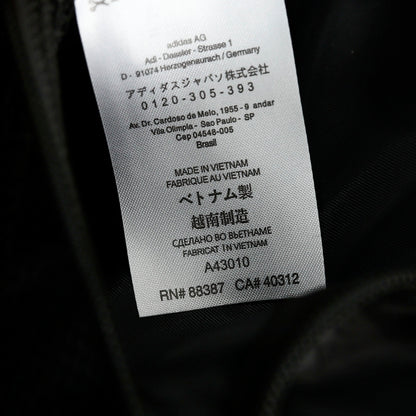 adidas AG
Adi - Dassler - Strasse 1
D - 91074 Herzogenaurach / Germany
アディダスジャパン株式会社
0120-305-393
Av. Dr. Cardoso de Melo, 1955 - 9 andar
Vila Olimpia - Sao Paulo - SP
Cep 04548-005
Brasil
MADE IN VIETNAM
FABRIQUE AU VIETNAM
ベトナム製
越南制造
СДЕЛАНО ВО ВЬЕТНАМЕ
FABRICAT ÎN VIETNAM
A43010
RN# 88387 CA# 40312